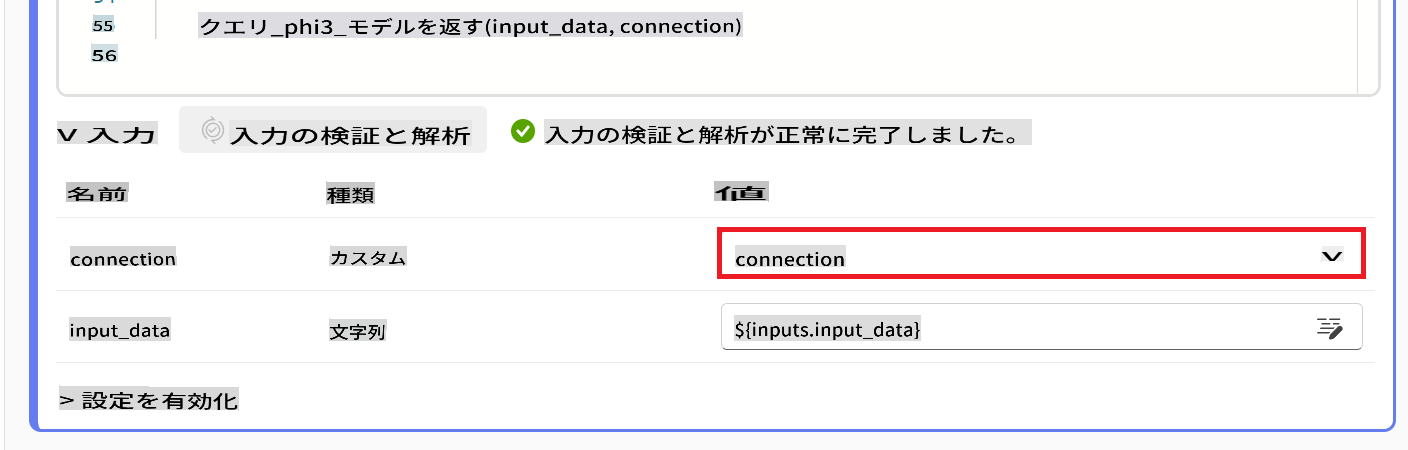 55 クエリ_phi3_モデルを返す(input_data, connection)
56
V 入力 入力の検証と解析 入力の検証と解析が正常に完了しました。
名前 種類 値
connection カスタム connection
input_data 文字列 ${inputs.input_data}
> 設定を有効化